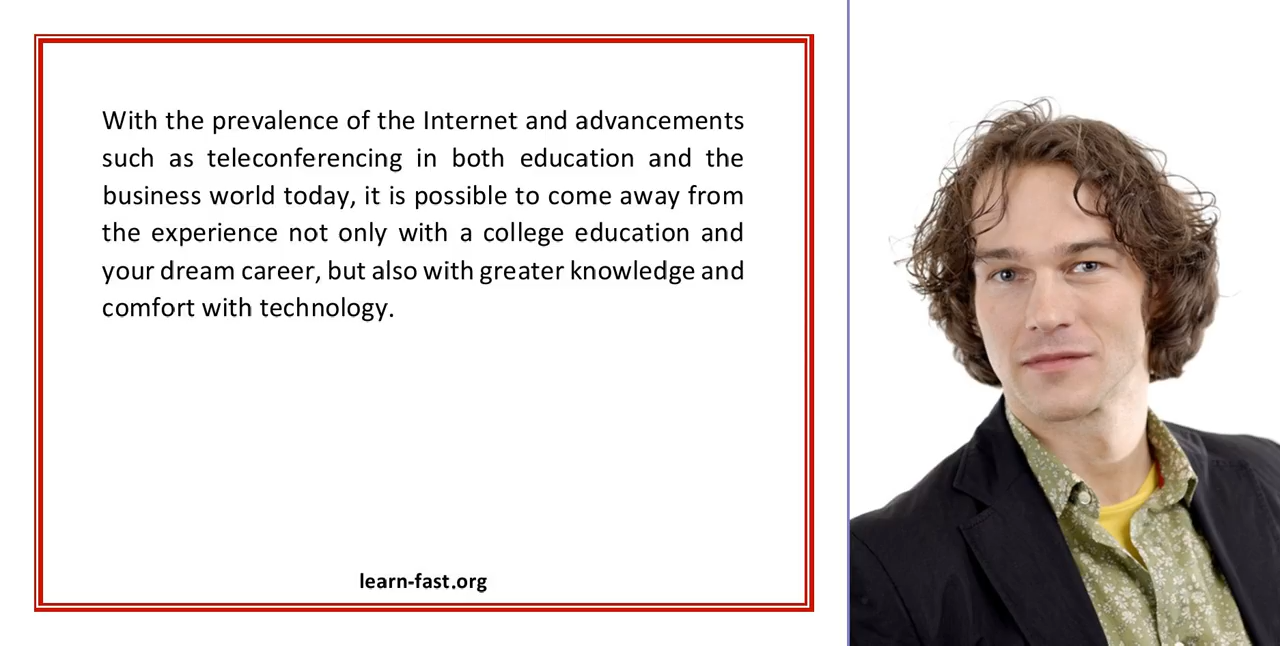 With the prevalence of the Internet and advancements
such as teleconferencing in both education and the
business world today, it is possible to come away from
the experience not only with a college education and
your dream career, but also with greater knowledge and
comfort with technology.
learn-fast.org